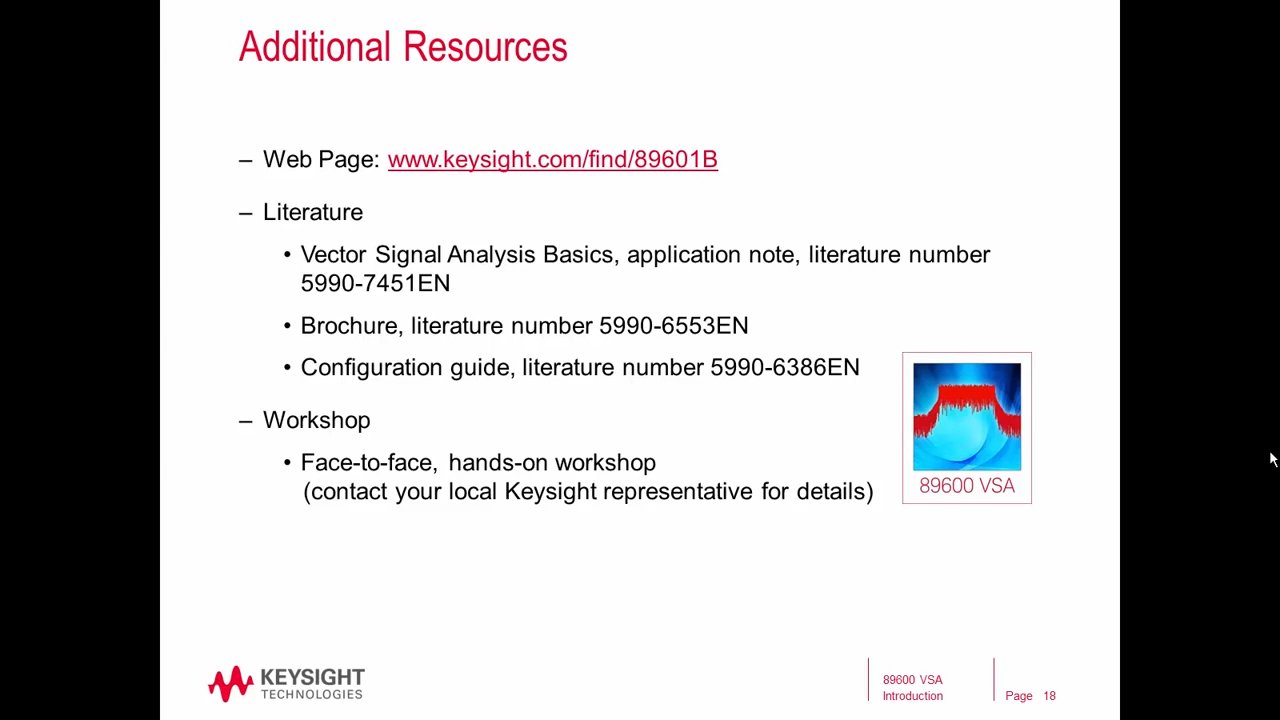 Additional Resources
– Web Page: www.keysight.com/find/89601B
– Literature
• Vector Signal Analysis Basics, application note, literature number
5990-7451EN
• Brochure, literature number 5990-6553EN
• Configuration guide, literature number 5990-6386EN
– Workshop
• Face-to-face, hands-on workshop
(contact your local Keysight representative for details)
89600 VSA
KEYSIGHT
TECHNOLOGIES
89600 VSA
Introduction
Page 18